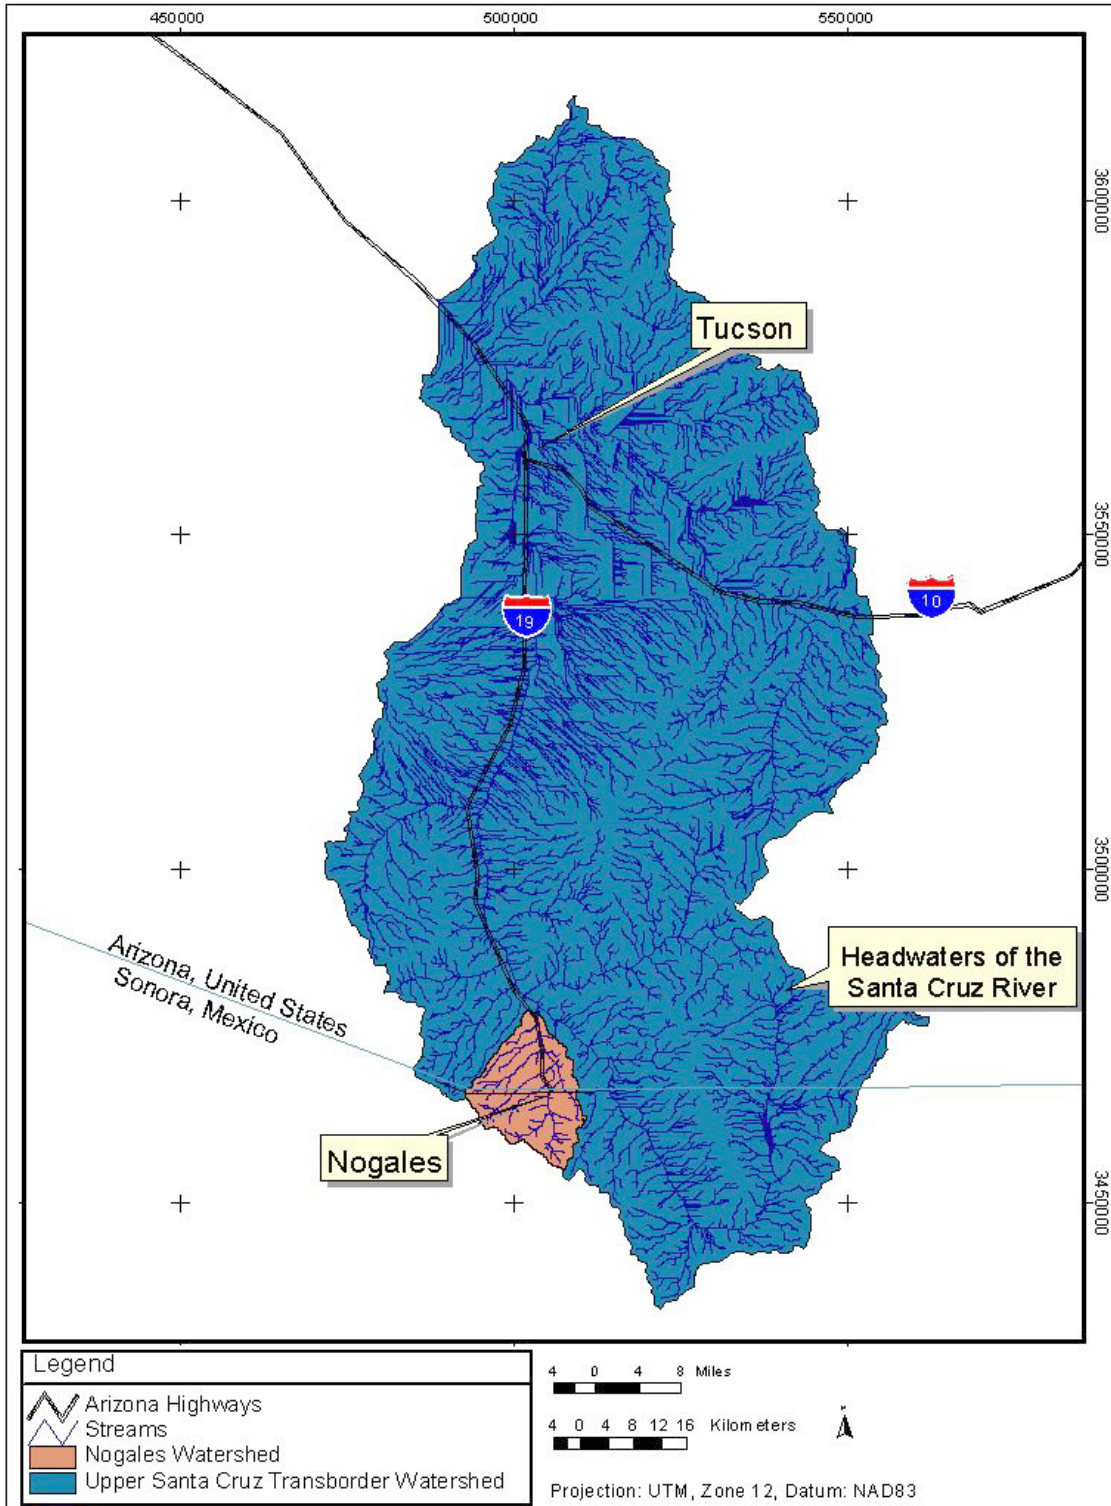 450000 500000 550000
3600000
Tucson
3550000
10
19
3500000
Headwaters of the
Santa Cruz River
Arizona, United States
Sonora, Mexico
Nogales
3450000
Legend
Arizona Highways
Streams
Nogales Watershed
Upper Santa Cruz Transborder Watershed
4 0 4 8 Miles
4 0 4 8 12 16 Kilometers
Projection: UTM, Zone 12, Datum: NAD83